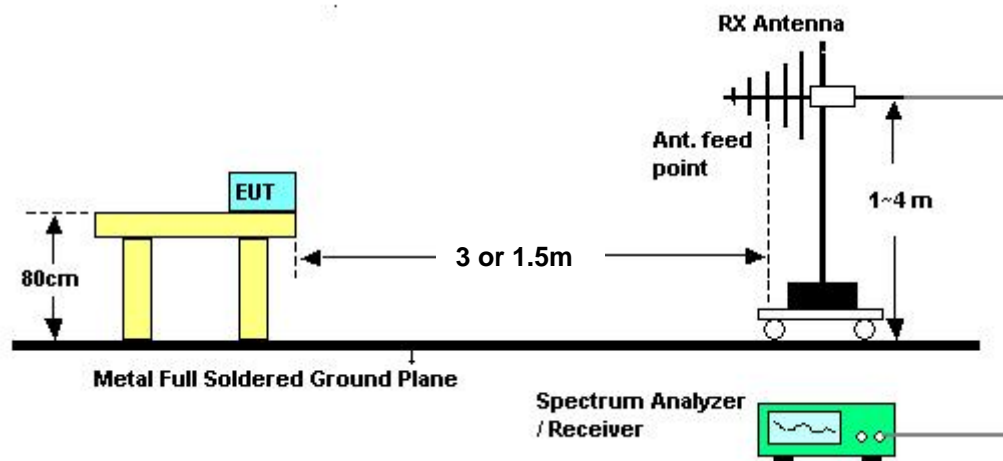 RX Antenna
Ant. feed
point
EUT
1~4 m
3 or 1.5m
80cm
Metal Full Soldered Ground Plane
Spectrum Analyzer
/ Receiver